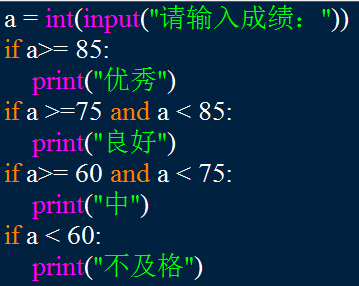 a = int(input("请输入成绩："))
if a>= 85:
    print("优秀")
if a >=75 and a < 85:
    print("良好")
if a>= 60 and a < 75:
    print("中")
if a < 60:
    print("不及格")